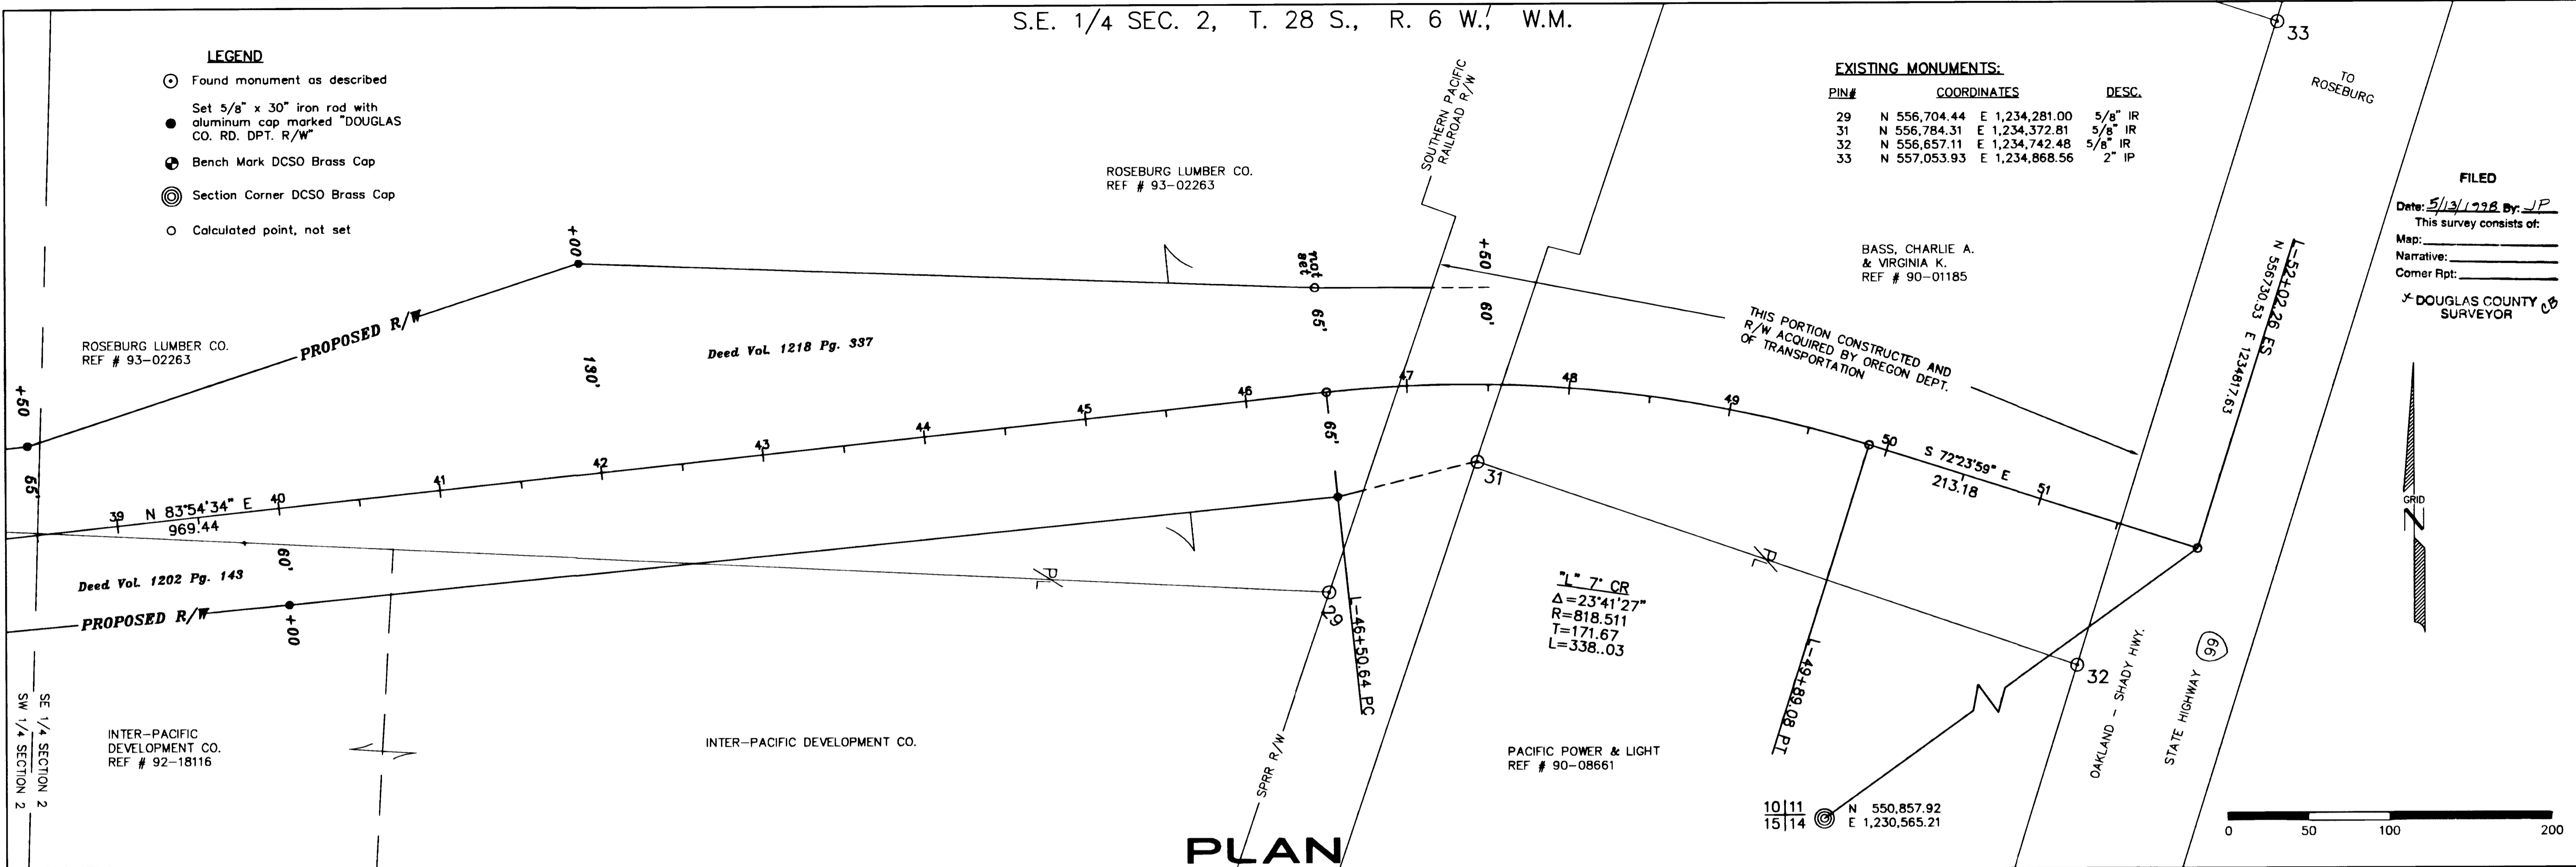 S.E. 1/4 SEC. 2, T. 28 S., R. 6 W., W.M.
LEGEND
Found monument as described
Set 5/8" x 30" iron rod with
aluminum cap marked "DOUGLAS
CO. RD. DPT. R/W"
Bench Mark DCSO Brass Cap
Section Corner DCSO Brass Cap
Calculated point, not set
ROSEBURG LUMBER CO.
REF # 93-02263
SOUTHERN PACIFIC
RAILROAD R/W
EXISTING MONUMENTS:
PIN# COORDINATES DESC.
29 N 556,704.44 E 1,234,281.00 5/8" IR
31 N 556,784.31 E 1,234,372.81 5/8" IR
32 N 556,657.11 E 1,234,742.48 5/8" IR
33 N 557,053.93 E 1,234,868.56 2" IP
33
TO
ROSEBURG
FILED
Date: 5/13/1998 By: JP
This survey consists of:
Map:
Narrative:
Corner Rpt:
DOUGLAS COUNTY
SURVEYOR
BASS, CHARLIE A.
& VIRGINIA K.
REF # 90-01185
L-52+02.26 ES
N 556730.53 E 1234817.63
THIS PORTION CONSTRUCTED AND
R/W ACQUIRED BY OREGON DEPT.
OF TRANSPORTATION
+00
not
set
65'
+50
60'
ROSEBURG LUMBER CO.
REF # 93-02263
PROPOSED R/W
130'
Deed Vol. 1218 Pg. 337
+50
65'
39
40
41
42
43
44
45
46
47
48
49
50
51
N 83°54'34" E
969.44
65'
S 72°23'59" E
213.18
31
GRID
N
60'
Deed Vol. 1202 Pg. 143
PROPOSED R/W
+00
P/L
29
L-46+50.64 PC
P/L
"L" 7° CR
Δ=23°41'27"
R=818.511
T=171.67
L=338..03
L-49+89.08 PT
32
OAKLAND - SHADY HWY.
STATE HIGHWAY 99
SW 1/4 SECTION 2
SE 1/4 SECTION 2
INTER-PACIFIC
DEVELOPMENT CO.
REF # 92-18116
INTER-PACIFIC DEVELOPMENT CO.
SPRR R/W
PACIFIC POWER & LIGHT
REF # 90-08661
10 11
15 14
N 550,857.92
E 1,230,565.21
0 50 100 200
PLAN